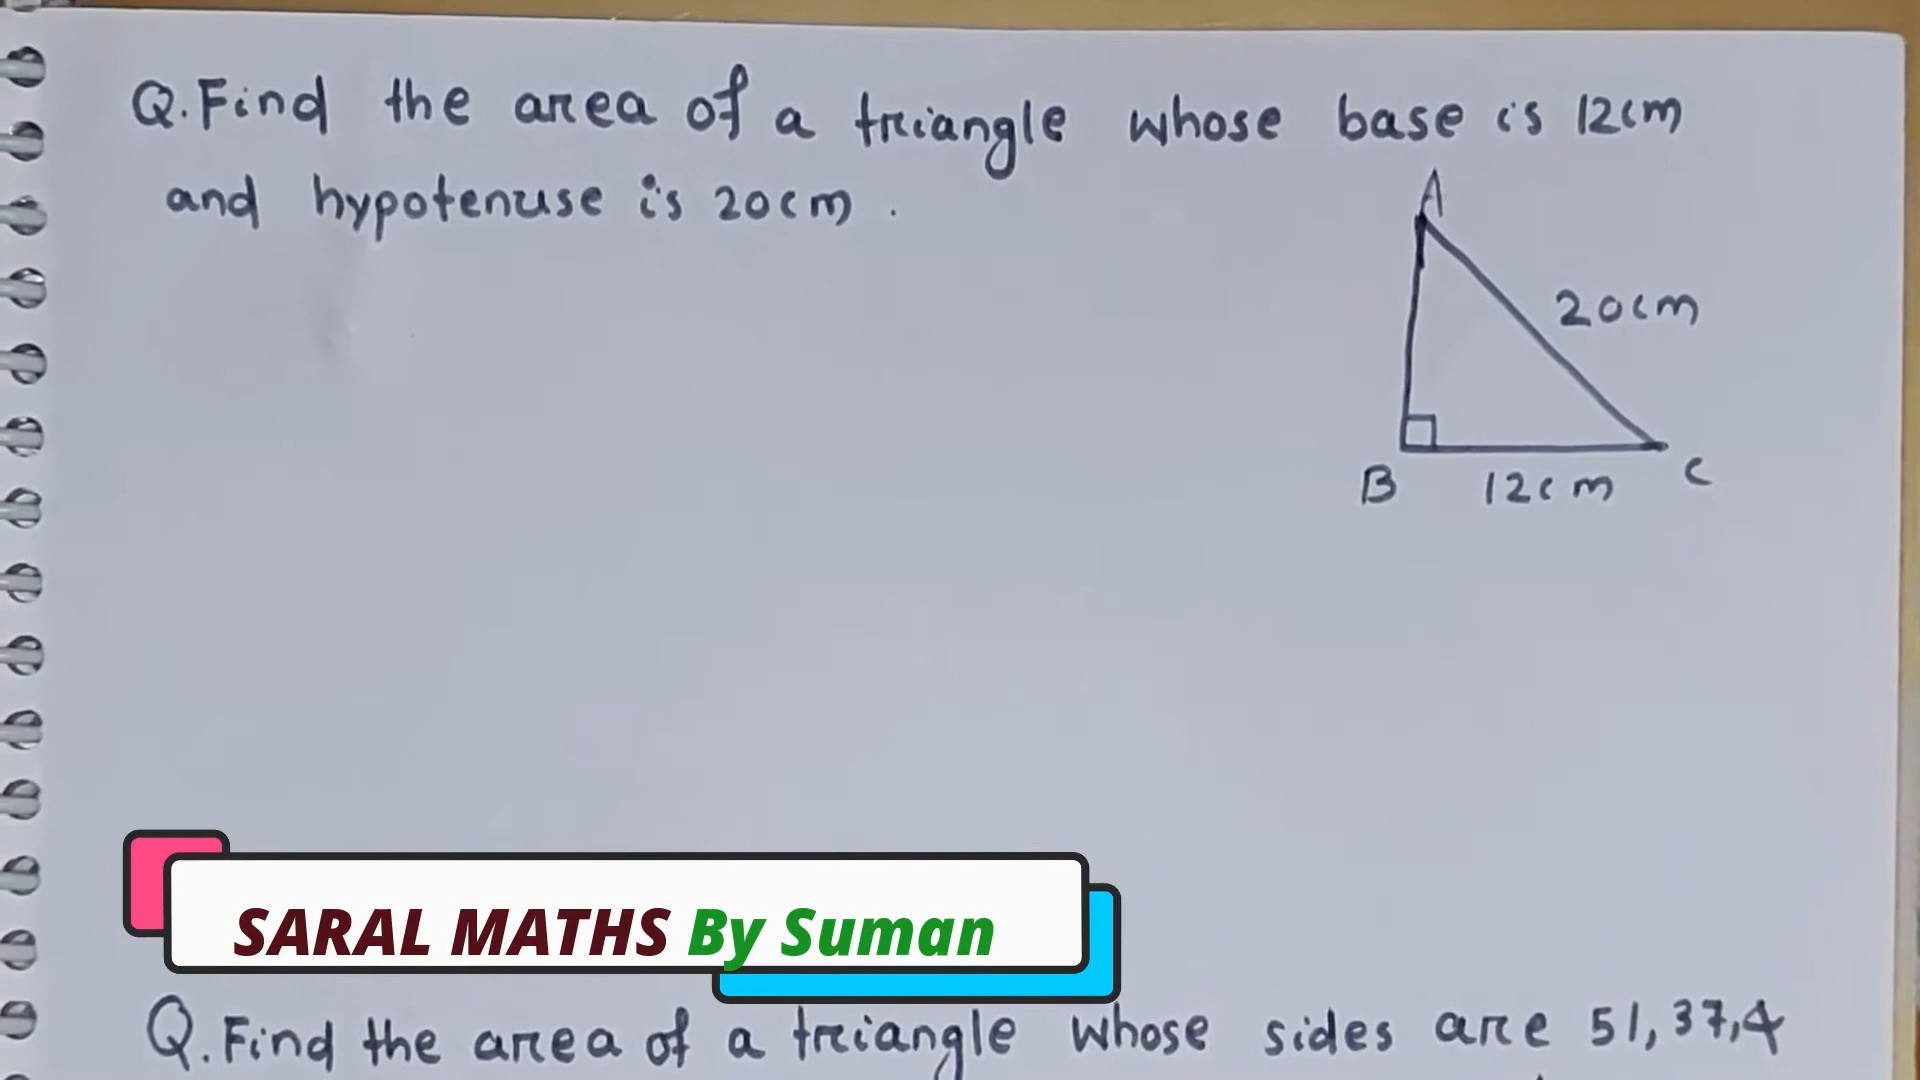 Q. Find the area of a triangle whose base is 12cm
and hypotenuse is 20cm .
A
20cm
B 12cm C
SARAL MATHS By Suman
Q. Find the area of a triangle whose sides are 51, 37,